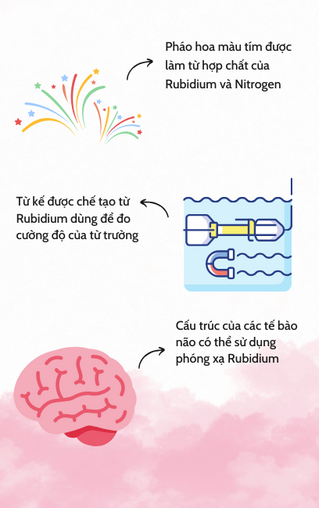 Pháo hoa màu tím được
làm từ hợp chất của
Rubidium và Nitrogen
Từ kế được chế tạo từ
Rubidium dùng để đo
cường độ của từ trường
Cấu trúc của các tế bào
não có thể sử dụng
phóng xạ Rubidium